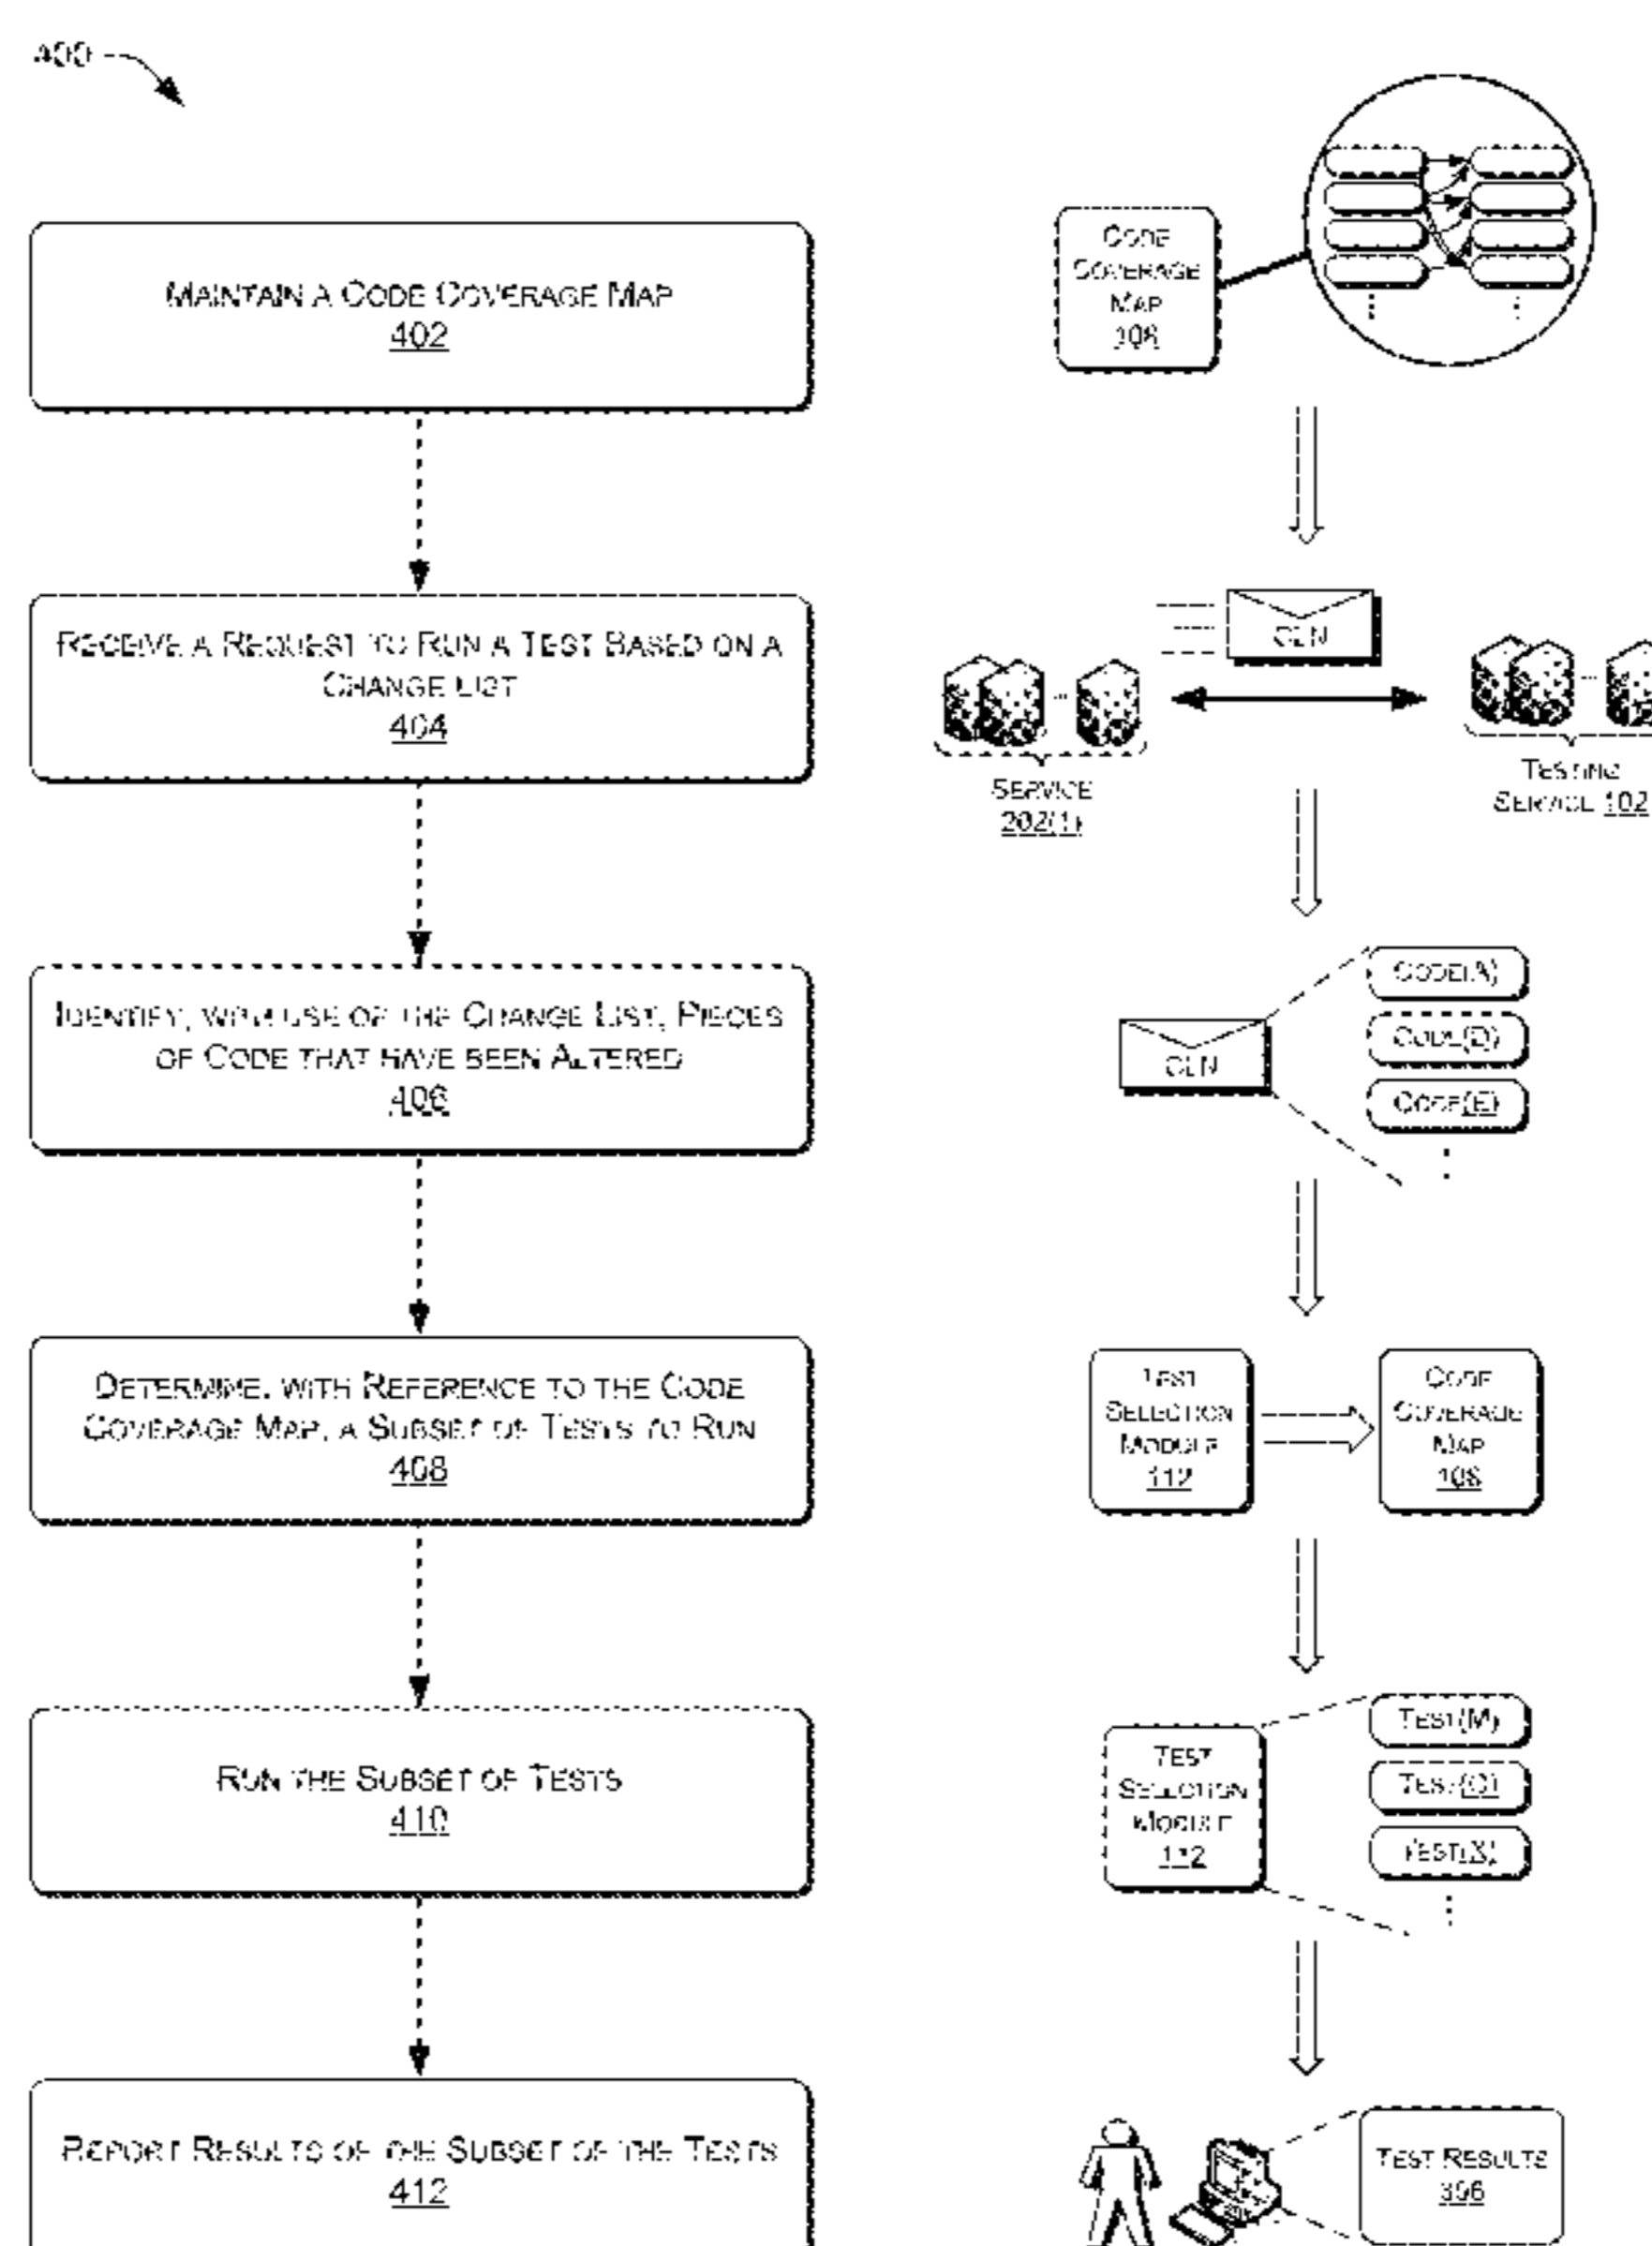 400
MAINTAIN A CODE COVERAGE MAP
402
CODE
COVERAGE
MAP
108
RECEIVE A REQUEST TO RUN A TEST BASED ON A
CHANGE LIST
404
CLN
SERVICE
202(1)
TESTING
SERVICE 102
IDENTIFY, WITH USE OF THE CHANGE LIST, PIECES
OF CODE THAT HAVE BEEN ALTERED
406
CLN
CODE(A)
CODE(D)
CODE(E)
DETERMINE, WITH REFERENCE TO THE CODE
COVERAGE MAP, A SUBSET OF TESTS TO RUN
408
TEST
SELECTION
MODULE
112
CODE
COVERAGE
MAP
108
RUN THE SUBSET OF TESTS
410
TEST
SELECTION
MODULE
112
TEST(M)
TEST(O)
TEST(X)
REPORT RESULTS OF THE SUBSET OF THE TESTS
412
TEST RESULTS